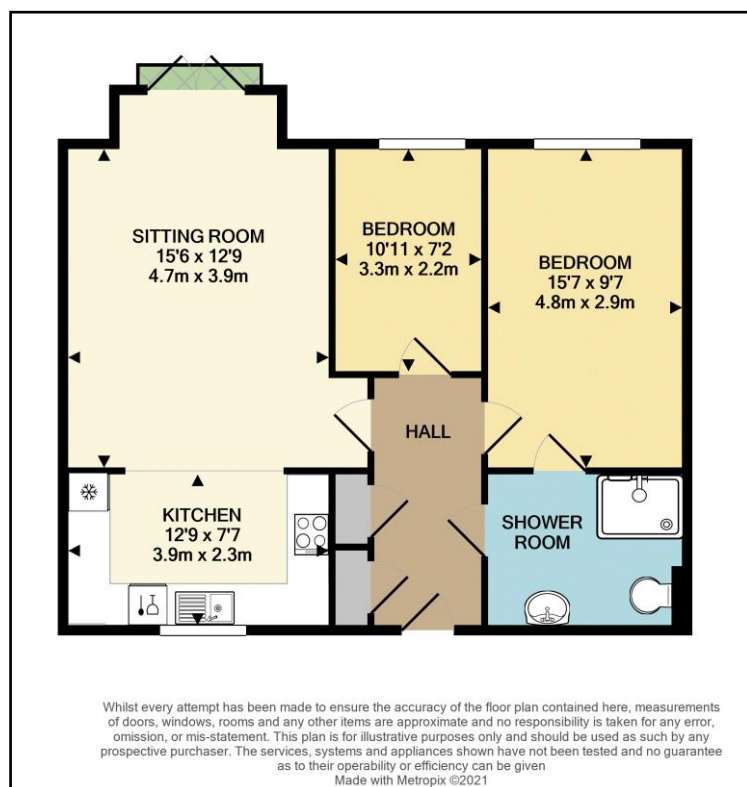 SITTING ROOM
15'6 x 12'9
4.7m x 3.9m
BEDROOM
10'11 x 7'2
3.3m x 2.2m
BEDROOM
15'7 x 9'7
4.8m x 2.9m
HALL
KITCHEN
12'9 x 7'7
3.9m x 2.3m
SHOWER
ROOM
Whilst every attempt has been made to ensure the accuracy of the floor plan contained here, measurements
of doors, windows, rooms and any other items are approximate and no responsibility is taken for any error,
omission, or mis-statement. This plan is for illustrative purposes only and should be used as such by any
prospective purchaser. The services, systems and appliances shown have not been tested and no guarantee
as to their operability or efficiency can be given
Made with Metropix ©2021